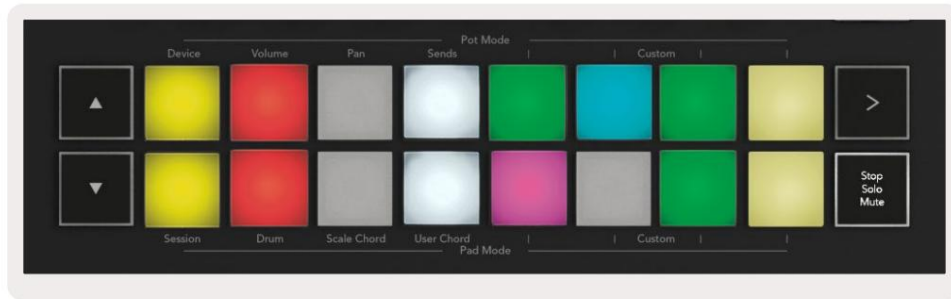 Pot Mode
Device Volume Pan Sends Custom
▲ >
▼ Stop
Solo
Mute
Session Drum Scale Chord User Chord Custom
Pad Mode